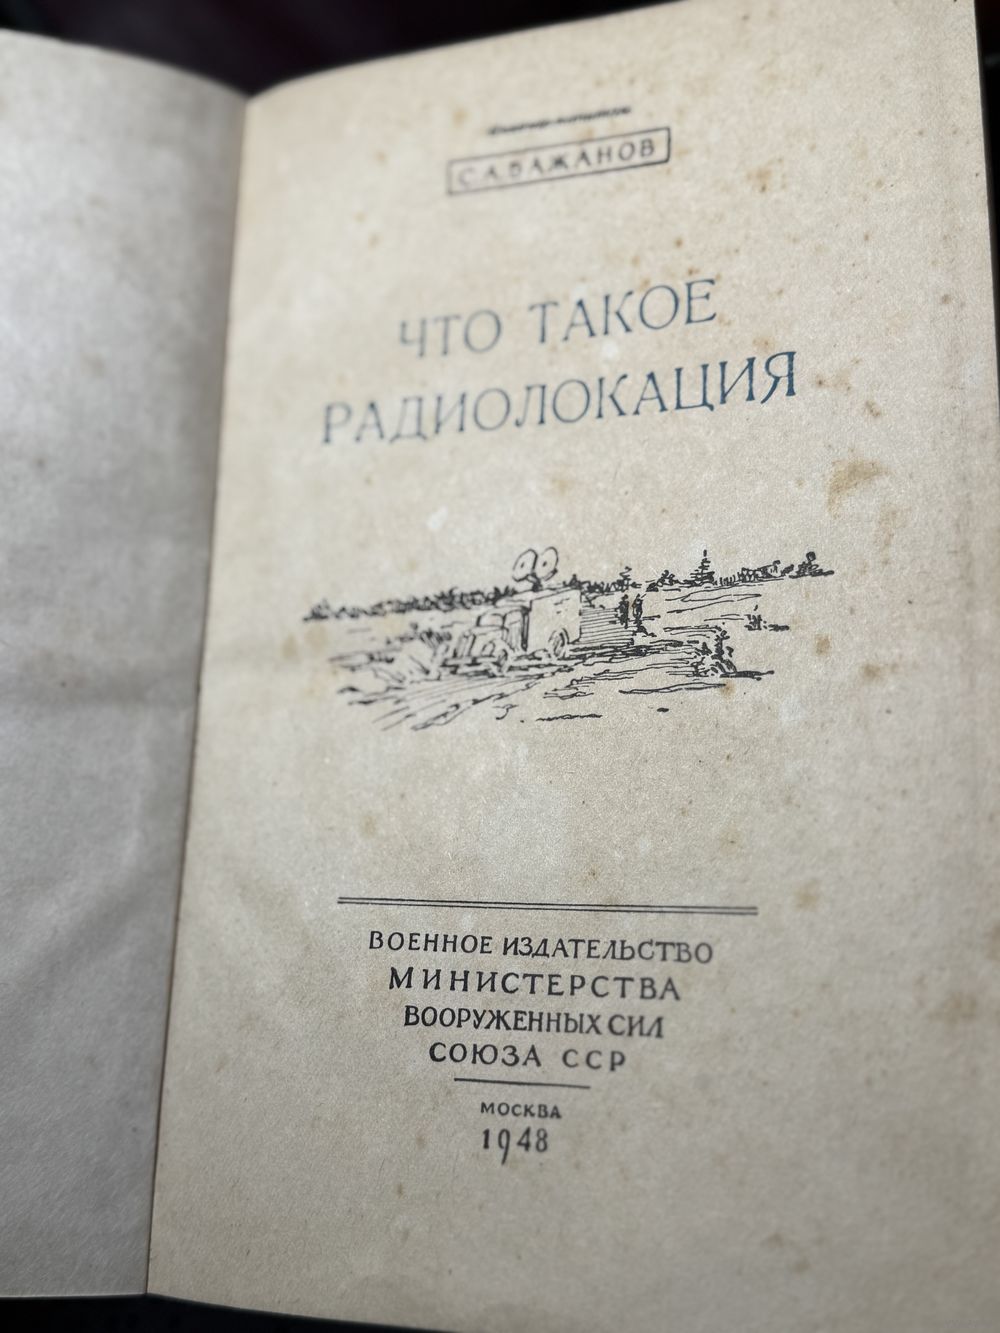 С. А. БАЖАНОВ
ЧТО ТАКОЕ
РАДИОЛОКАЦИЯ
ВОЕННОЕ ИЗДАТЕЛЬСТВО
МИНИСТЕРСТВА
ВООРУЖЕННЫХ СИЛ
СОЮЗА ССР
МОСКВА
1948